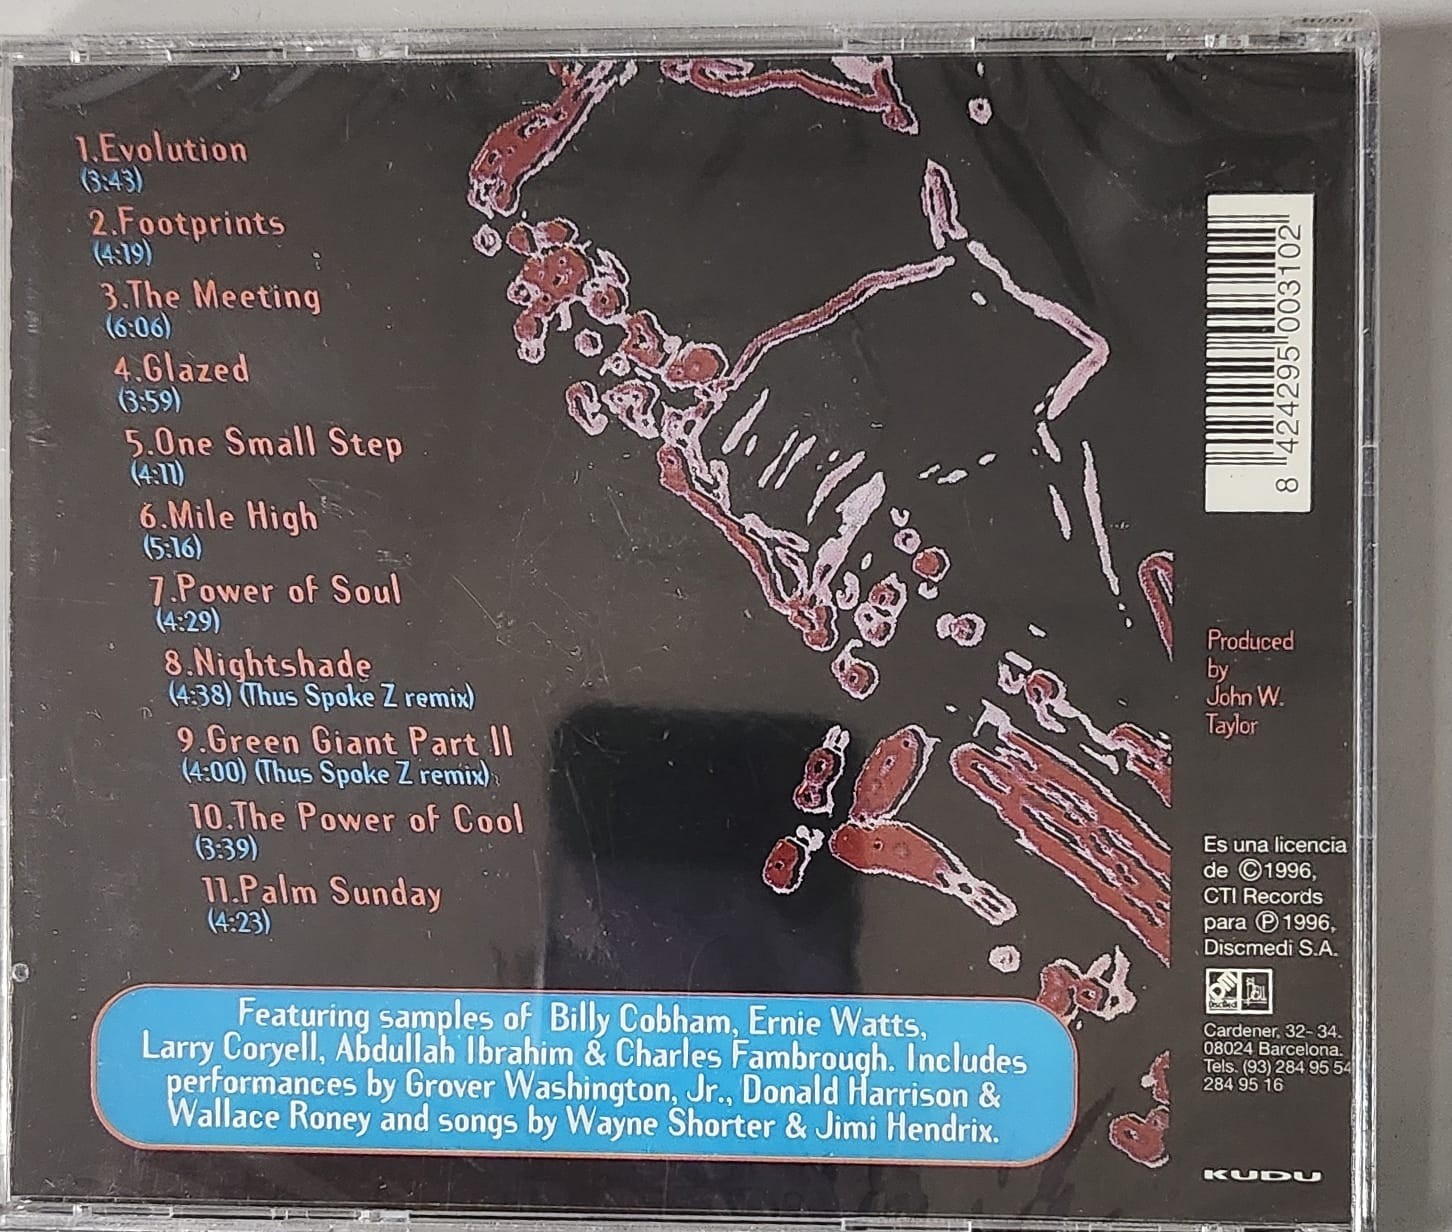 1.Evolution
(3:43)
2.Footprints
(4:19)
3.The Meeting
(6:06)
4.Glazed
(3:59)
5.One Small Step
(4:11)
6.Mile High
(5:16)
7.Power of Soul
(4:29)
8.Nightshade
(4:38) (Thus Spoke Z remix)
9.Green Giant Part II
(4:00) (Thus Spoke Z remix)
10.The Power of Cool
(3:39)
11.Palm Sunday
(4:23)
Featuring samples of Billy Cobham, Ernie Watts,
Larry Coryell, Abdullah Ibrahim & Charles Fambrough. Includes
performances by Grover Washington, Jr., Donald Harrison &
Wallace Roney and songs by Wayne Shorter & Jimi Hendrix.
8 424295 003102
Produced
by
John W.
Taylor
Es una licencia
de ©1996,
CTI Records
para ℗ 1996,
Discmedi S.A.
Cardener, 32-34.
08024 Barcelona.
Tels. (93) 284 95 54
284 95 16
KUDU